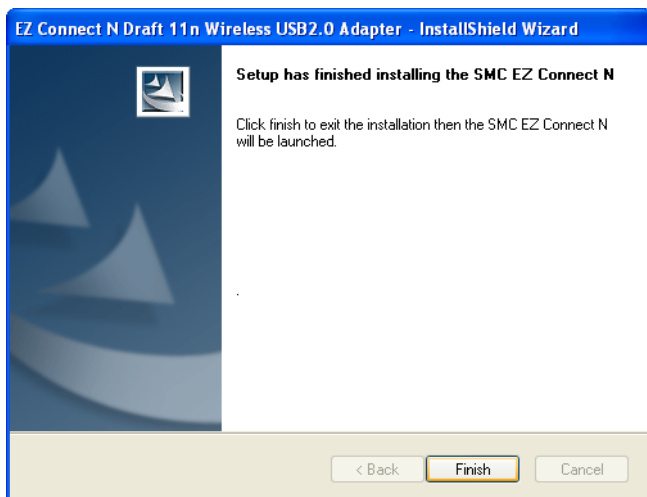 EZ Connect N Draft 11n Wireless USB2.0 Adapter - InstallShield Wizard
Setup has finished installing the SMC EZ Connect N
Click finish to exit the installation then the SMC EZ Connect N
will be launched.
.
< Back Finish Cancel